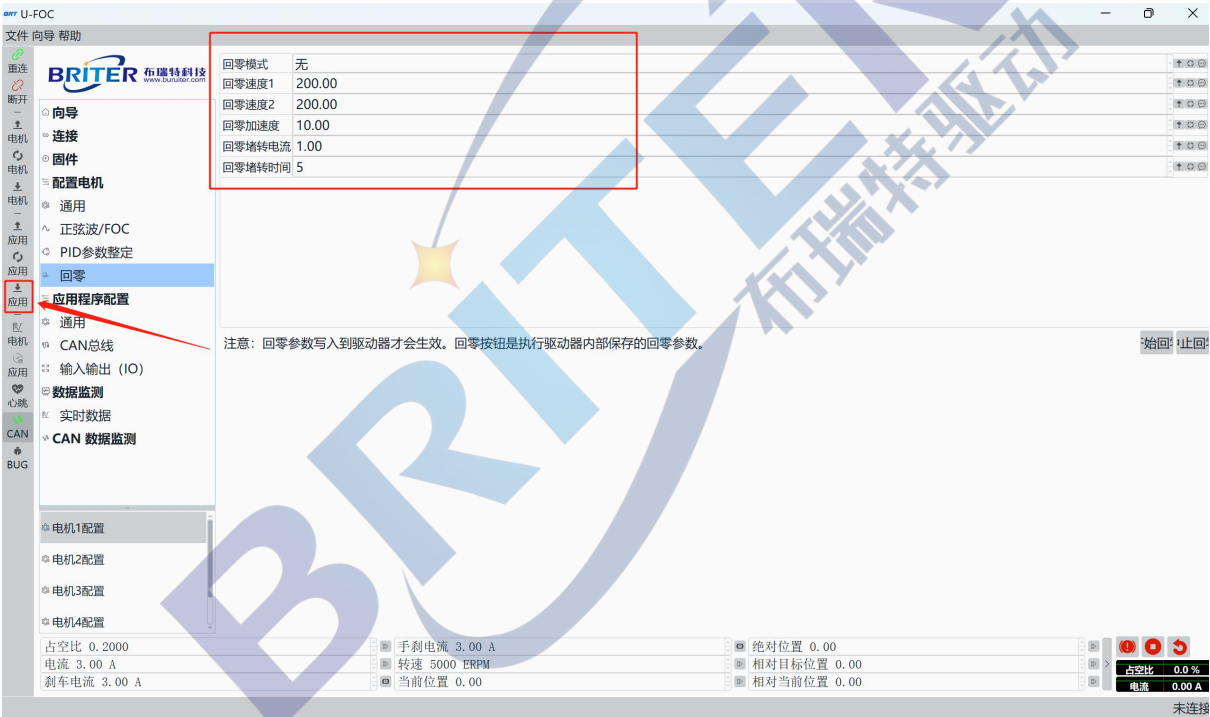 BRT U-FOC
文件 向导 帮助
重连
断开
电机
电机
电机
应用
应用
应用
电机
应用
心跳
CAN
BUG
BRITER 布瑞特科技
www.buruiter.com
向导
连接
固件
配置电机
通用
正弦波/FOC
PID参数整定
回零
应用程序配置
通用
CAN总线
输入输出（IO）
数据监测
实时数据
CAN 数据监测
电机1配置
电机2配置
电机3配置
电机4配置
回零模式 无
回零速度1 200.00
回零速度2 200.00
回零加速度 10.00
回零堵转电流 1.00
回零堵转时间 5
注意：回零参数写入到驱动器才会生效。回零按钮是执行驱动器内部保存的回零参数。
始回 止回
占空比 0.2000 手刹电流 3.00 A 绝对位置 0.00
电流 3.00 A 转速 5000 ERPM 相对目标位置 0.00
刹车电流 3.00 A 当前位置 0.00 相对当前位置 0.00
占空比 0.0 %
电流 0.00 A
未连接
BRITER
布瑞特驱动